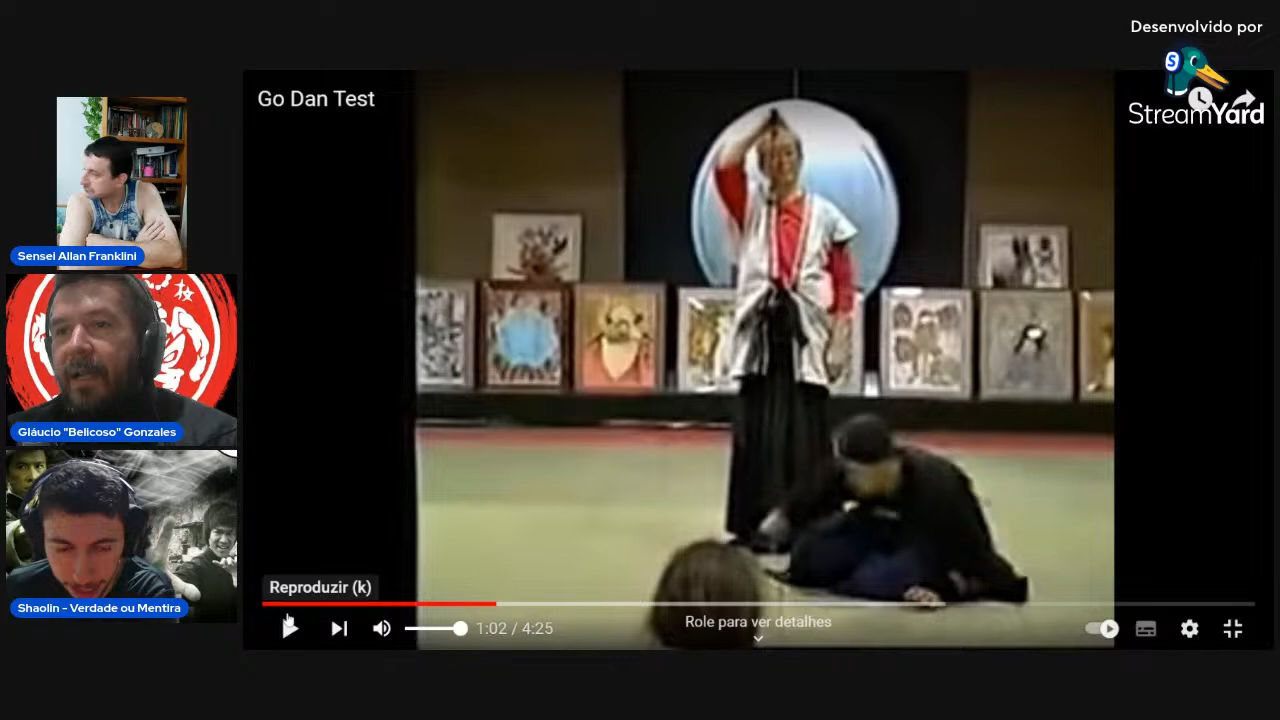 Desenvolvido por
StreamYard
Go Dan Test
Sensei Allan Franklini
Gláucio "Belicoso" Gonzales
Shaolin - Verdade ou Mentira
Reproduzir (k)
1:02 / 4:25
Role para ver detalhes